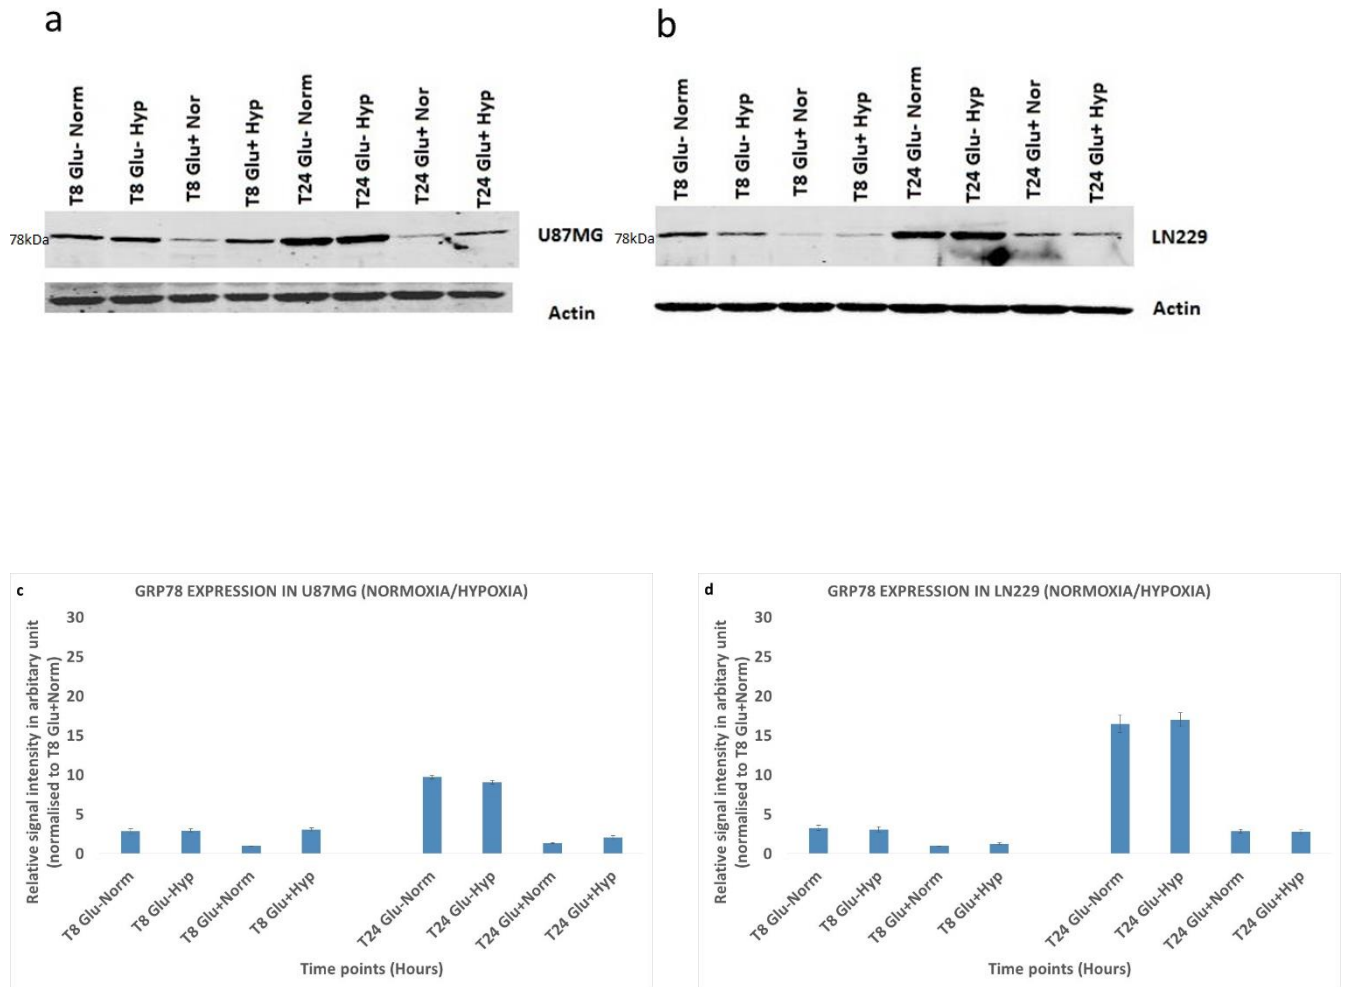 a
T8 Glu- Norm
T8 Glu- Hyp
T8 Glu+ Nor
T8 Glu+ Hyp
T24 Glu- Norm
T24 Glu- Hyp
T24 Glu+ Nor
T24 Glu+ Hyp
78kDa
U87MG
Actin
b
T8 Glu- Norm
T8 Glu- Hyp
T8 Glu+ Nor
T8 Glu+ Hyp
T24 Glu- Norm
T24 Glu- Hyp
T24 Glu+ Nor
T24 Glu+ Hyp
78kDa
LN229
Actin
c
GRP78 EXPRESSION IN U87MG (NORMOXIA/HYPOXIA)
Relative signal intensity in arbitary unit
(normalised to T8 Glu+Norm)
30
25
20
15
10
5
0
T8 Glu-Norm
T8 Glu-Hyp
T8 Glu+Norm
T8 Glu+Hyp
T24 Glu-Norm
T24 Glu-Hyp
T24 Glu+Norm
T24 Glu+Hyp
Time points (Hours)
d
GRP78 EXPRESSION IN LN229 (NORMOXIA/HYPOXIA)
Relative signal intensity in arbitary unit
(normalised to T8 Glu+Norm)
30
25
20
15
10
5
0
T8 Glu-Norm
T8 Glu-Hyp
T8 Glu+Norm
T8 Glu+Hyp
T24 Glu-Norm
T24 Glu-Hyp
T24 Glu+Norm
T24 Glu+Hyp
Time points (Hours)